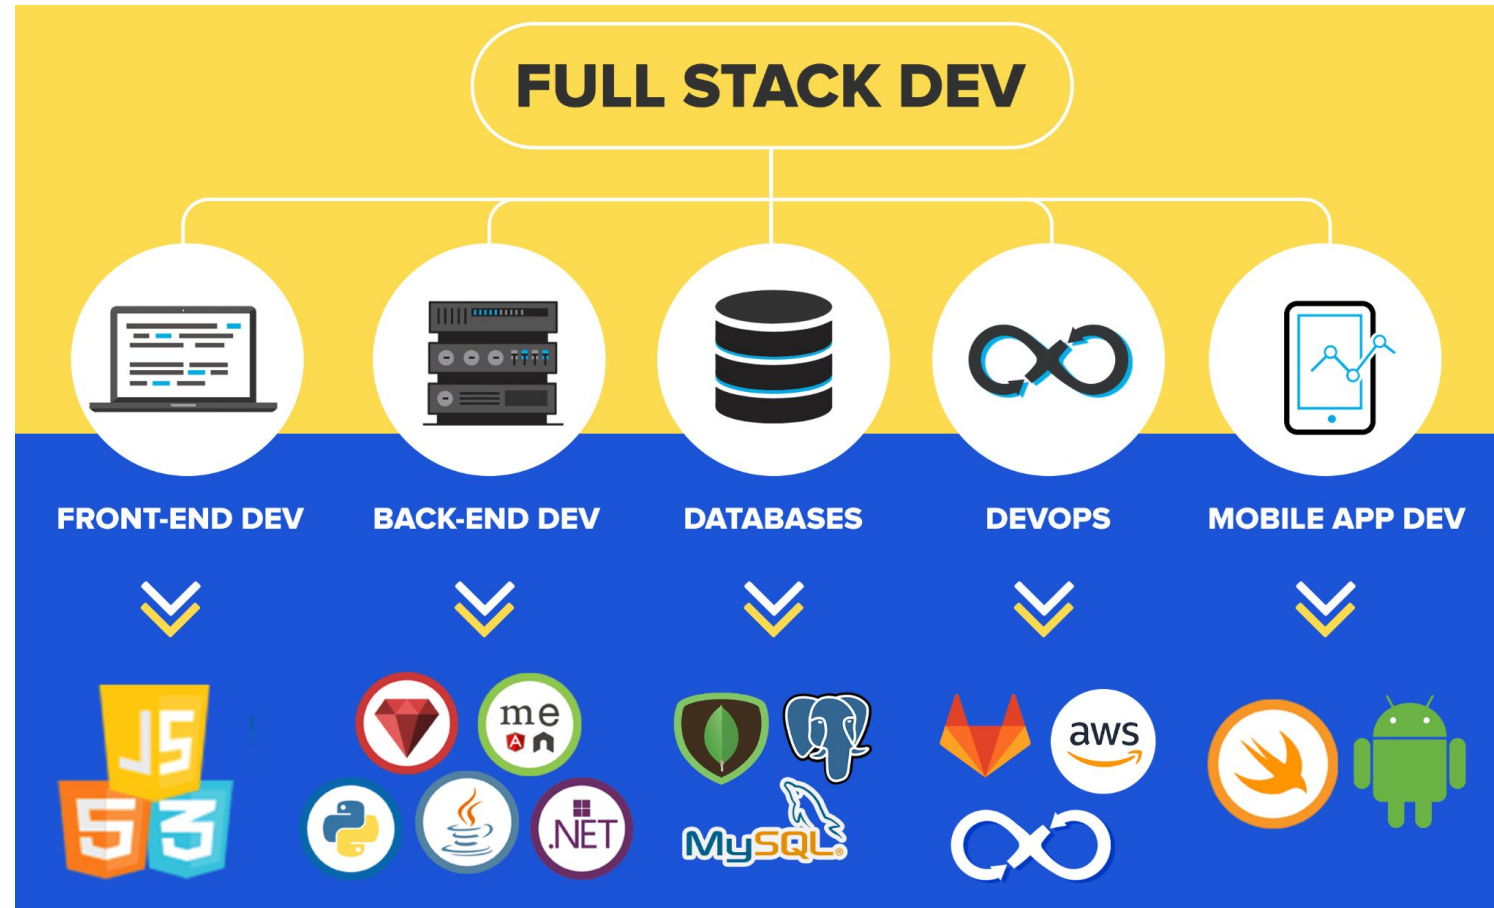 FULL STACK DEV
FRONT-END DEV
BACK-END DEV
DATABASES
DEVOPS
MOBILE APP DEV
JS
5
3
me
A n
.NET
MySQL®
aws